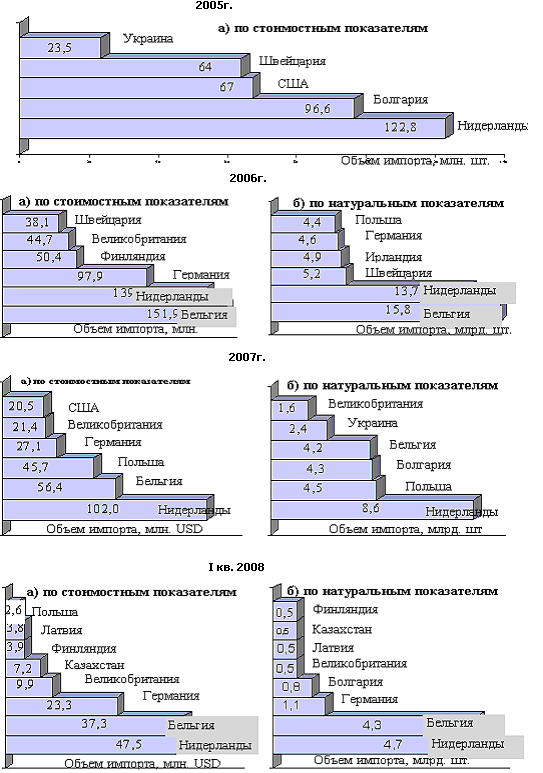 2005г.
а) по стоимостным показателям
23,5 Украина
64 Швейцария
67 США
96,6 Болгария
122,8 Нидерланды
Объем импорта, млн. шт.
2006г.
а) по стоимостным показателям
38,1 Швейцария
44,7 Великобритания
50,4 Финляндия
97,9 Германия
139 Нидерланды
151,9 Бельгия
Объем импорта, млн.
б) по натуральным показателям
4,4 Польша
4,6 Германия
4,9 Ирландия
5,2 Швейцария
13,7 Нидерланды
15,8 Бельгия
Объем импорта, млрд. шт.
2007г.
а) по стоимостным показателям
20,5 США
21,4 Великобритания
27,1 Германия
45,7 Польша
56,4 Бельгия
102,0 Нидерланды
Объем импорта, млн. USD
б) по натуральным показателям
1,6 Великобритания
2,4 Украина
4,2 Бельгия
4,3 Болгария
4,5 Польша
8,6 Нидерланды
Объем импорта, млрд. шт
I кв. 2008
а) по стоимостным показателям
2,6 Польша
3,8 Латвия
3,9 Финляндия
7,2 Казахстан
9,9 Великобритания
23,3 Германия
37,3 Бельгия
47,5 Нидерланды
Объем импорта, млн. USD
б) по натуральным показателям
0,5 Финляндия
0,5 Казахстан
0,5 Латвия
0,5 Великобритания
0,8 Болгария
1,1 Германия
4,3 Бельгия
4,7 Нидерланды
Объем импорта, млрд. шт.